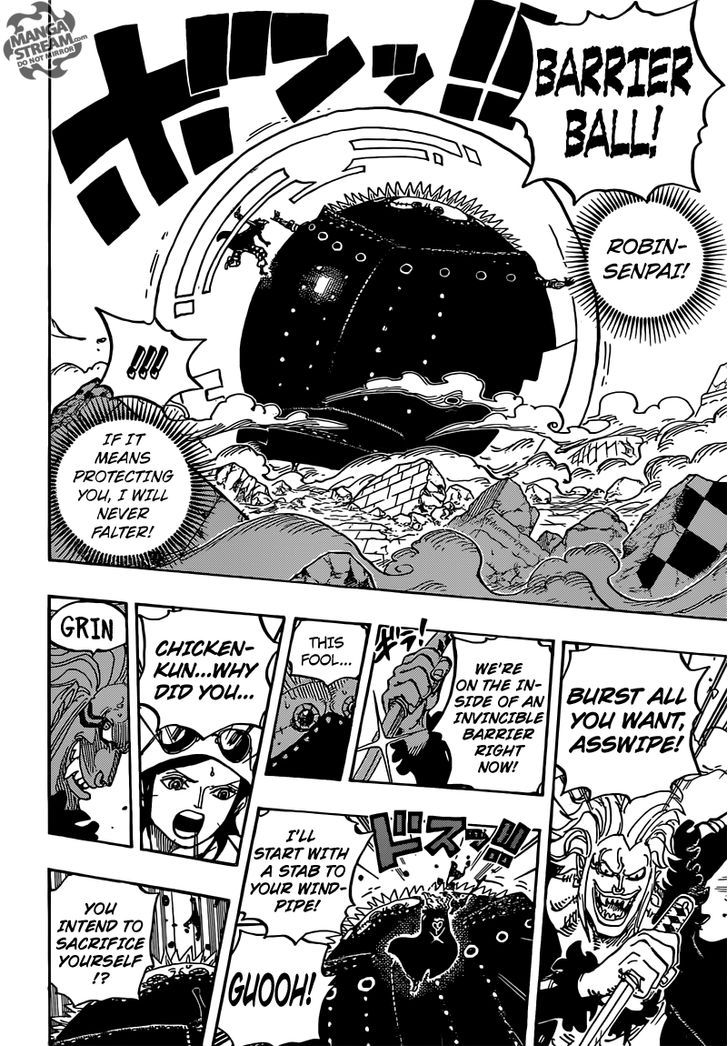 MANGA
STREAM.com
DO NOT MIRROR
ボンッ!!
BARRIER
BALL!
ROBIN-
SENPAI!
!!!
IF IT
MEANS
PROTECTING
YOU, I WILL
NEVER
FALTER!
BURST ALL
YOU WANT,
ASSWIPE!
ギラ!
WE'RE
ON THE IN-
SIDE OF AN
INVINCIBLE
BARRIER
RIGHT
NOW!
THIS
FOOL...
CHICKEN-
KUN...WHY
DID YOU...
GRIN
ドスッ!!
I'LL
START WITH
A STAB TO
YOUR WIND-
PIPE!
GUOOH!
YOU
INTEND TO
SACRIFICE
YOURSELF
!?